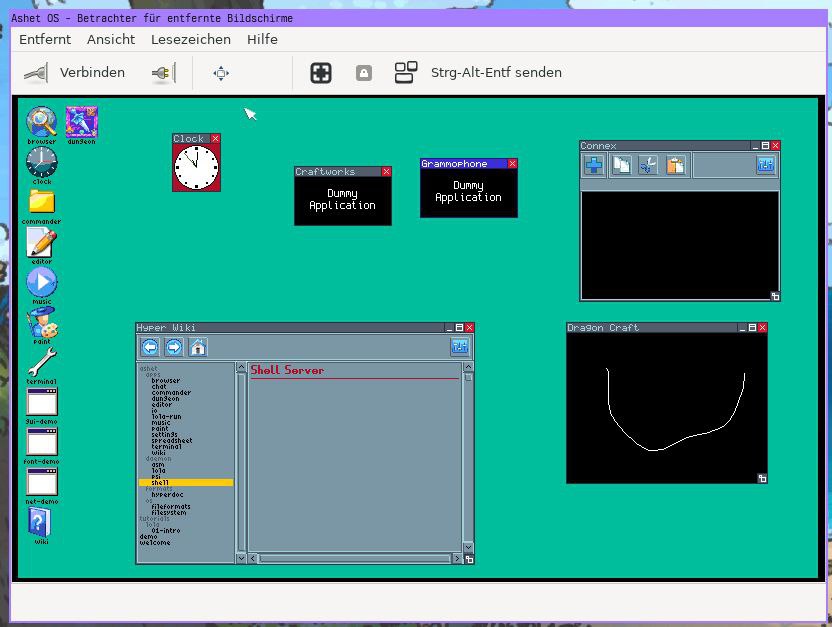 Ashet OS - Betrachter für entfernte Bildschirme
Entfernt Ansicht Lesezeichen Hilfe
Verbinden
Strg-Alt-Entf senden
browser
dungeon
clock
commander
editor
music
paint
terminal
gui-demo
font-demo
net-demo
wiki
Clock
Craftworks
Dummy
Application
Grammophone
Dummy
Application
Connex
Hyper Wiki
ashet
apps
browser
chat
commander
dungeon
editor
io
lola-run
music
paint
settings
spreadsheet
terminal
wiki
daemon
asm
lola
psi
shell
formats
hyperdoc
os
fileformats
filesystem
tutorials
lola
01-intro
demo
welcome
Shell Server
Dragon Craft